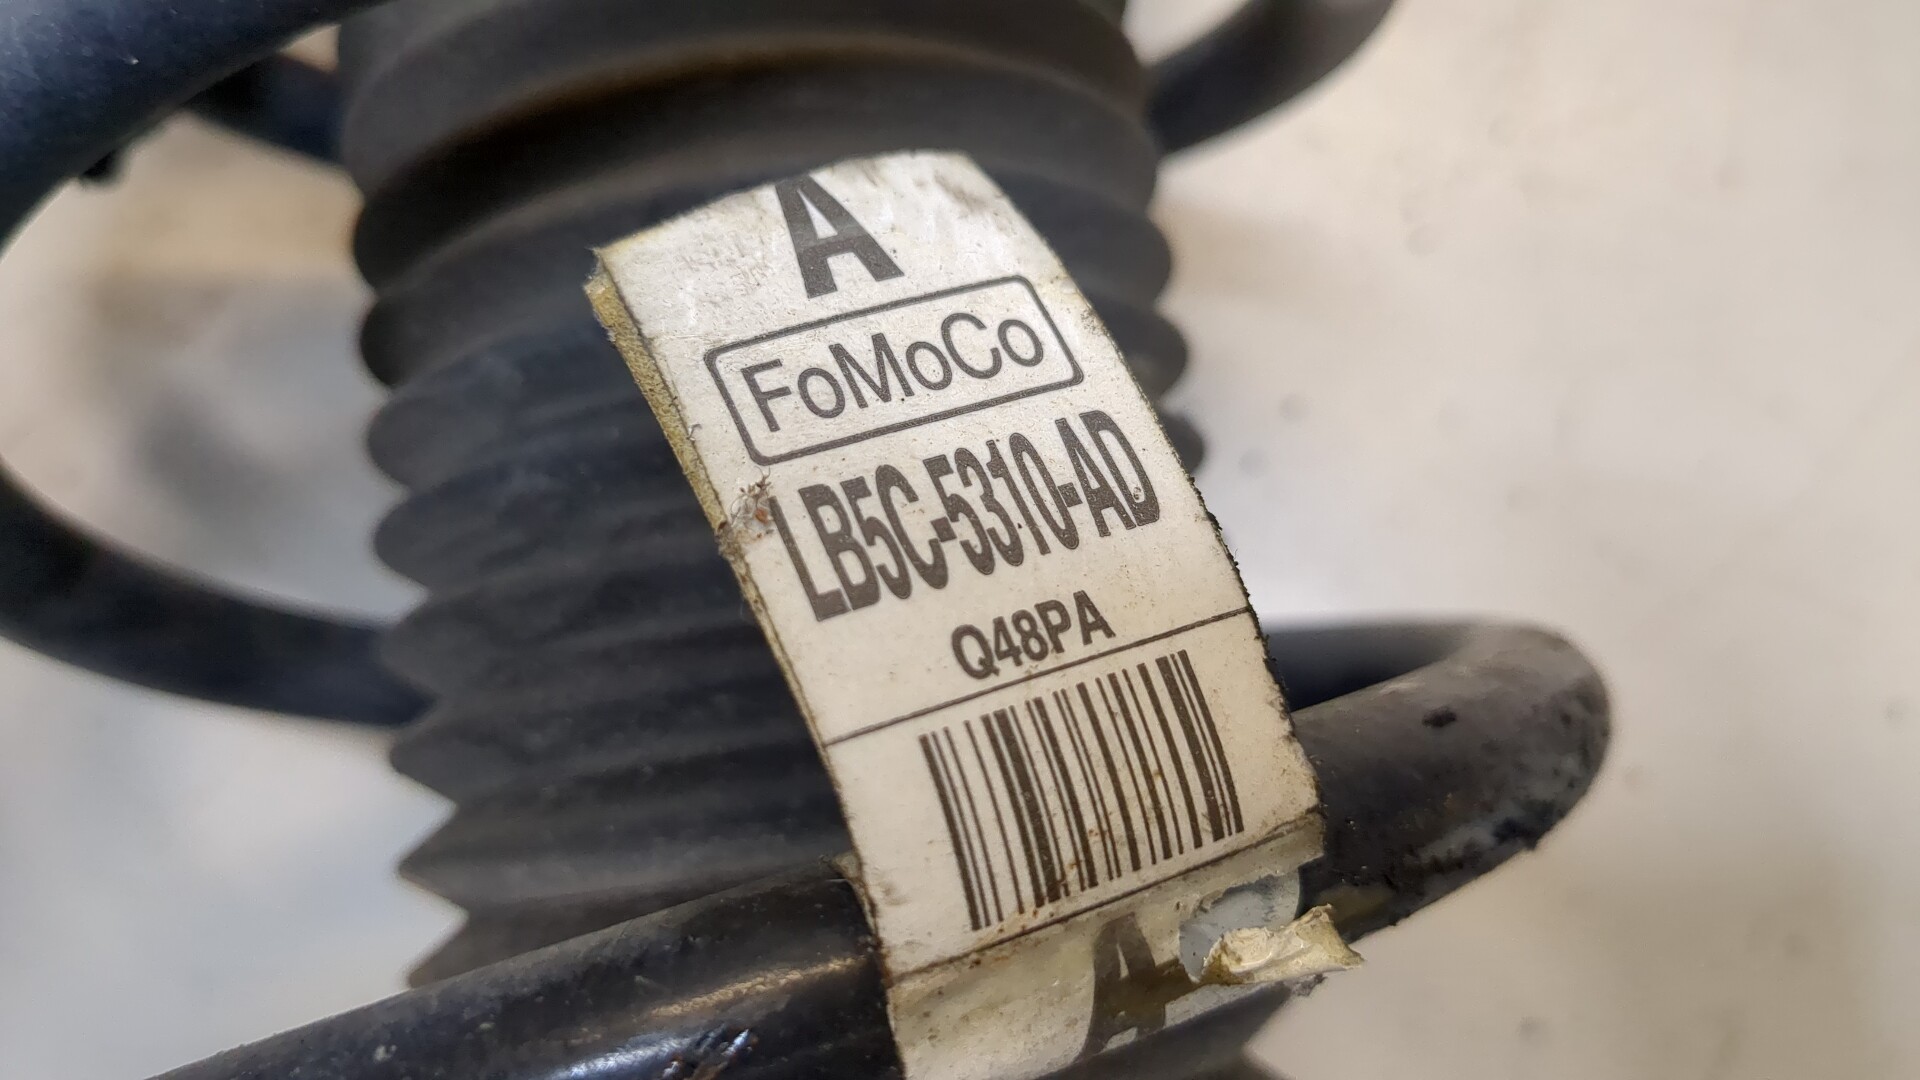 A
FoMoCo
LB5C-5310-AD
Q48PA
A